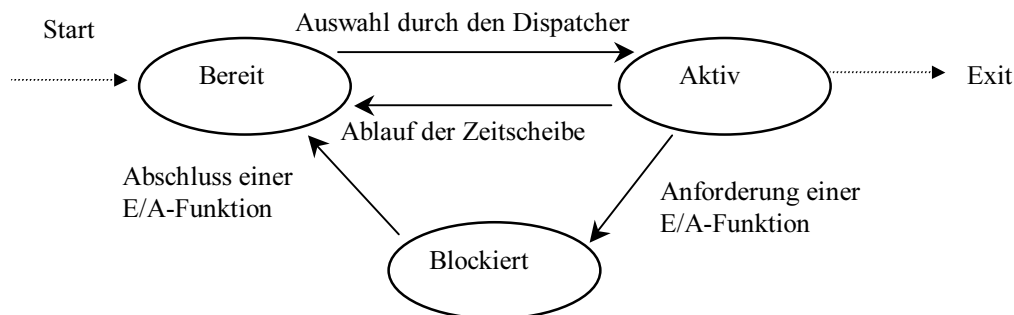 Auswahl durch den Dispatcher
Start
Bereit
Aktiv
Exit
Ablauf der Zeitscheibe
Abschluss einer
E/A-Funktion
Anforderung einer
E/A-Funktion
Blockiert